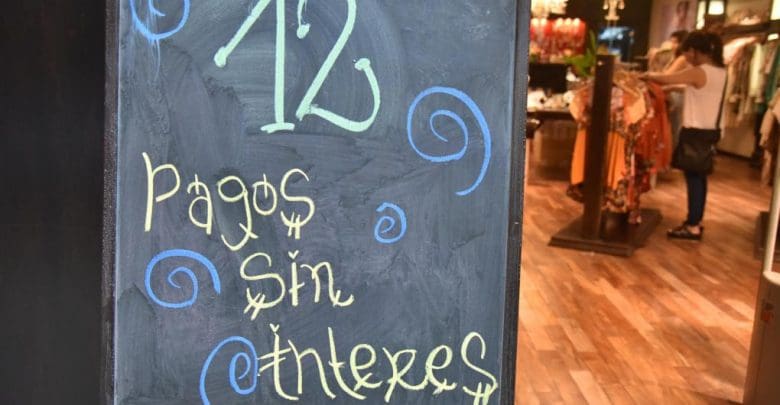 12
Pagos
Sin
interes